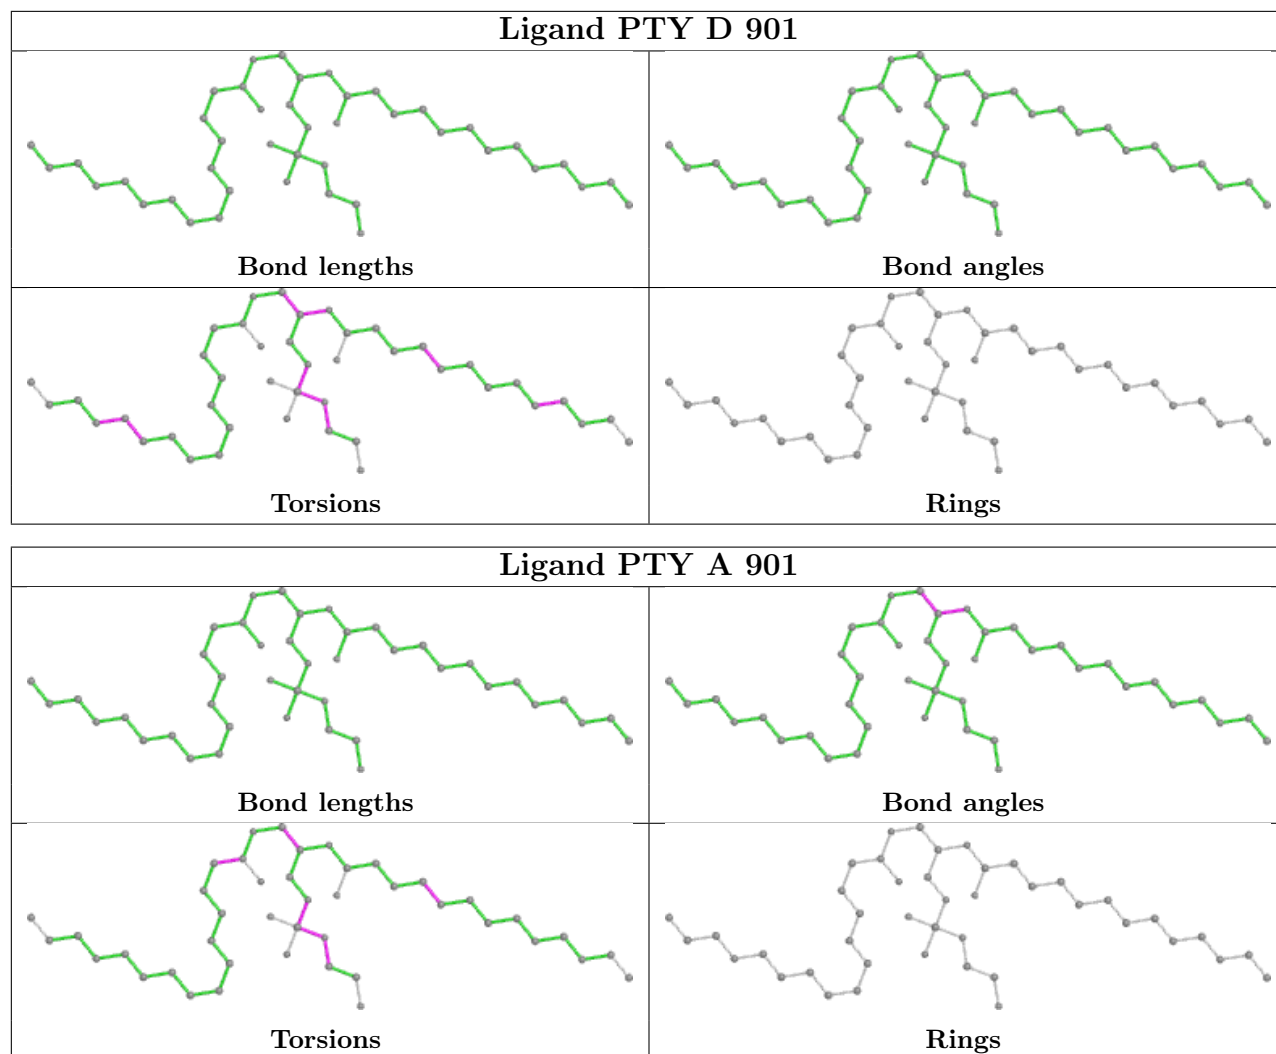 Ligand PTY D 901
Bond lengths
Bond angles
Torsions
Rings
Ligand PTY A 901
Bond lengths
Bond angles
Torsions
Rings